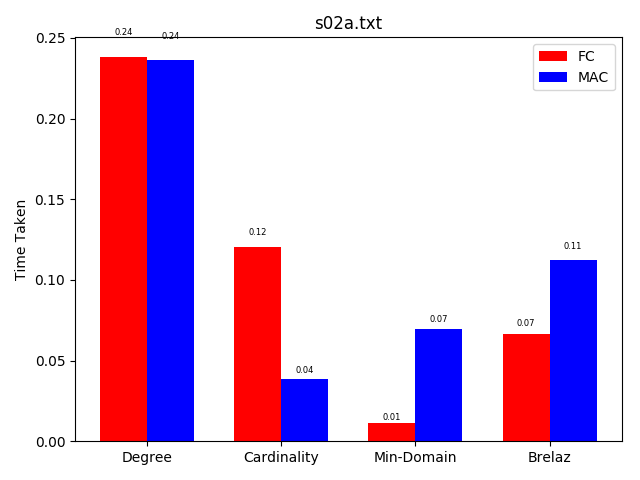 s02a.txt
FC
MAC
Time Taken
0.25
0.20
0.15
0.10
0.05
0.00
0.24
0.24
0.12
0.04
0.01
0.07
0.07
0.11
Degree
Cardinality
Min-Domain
Brelaz